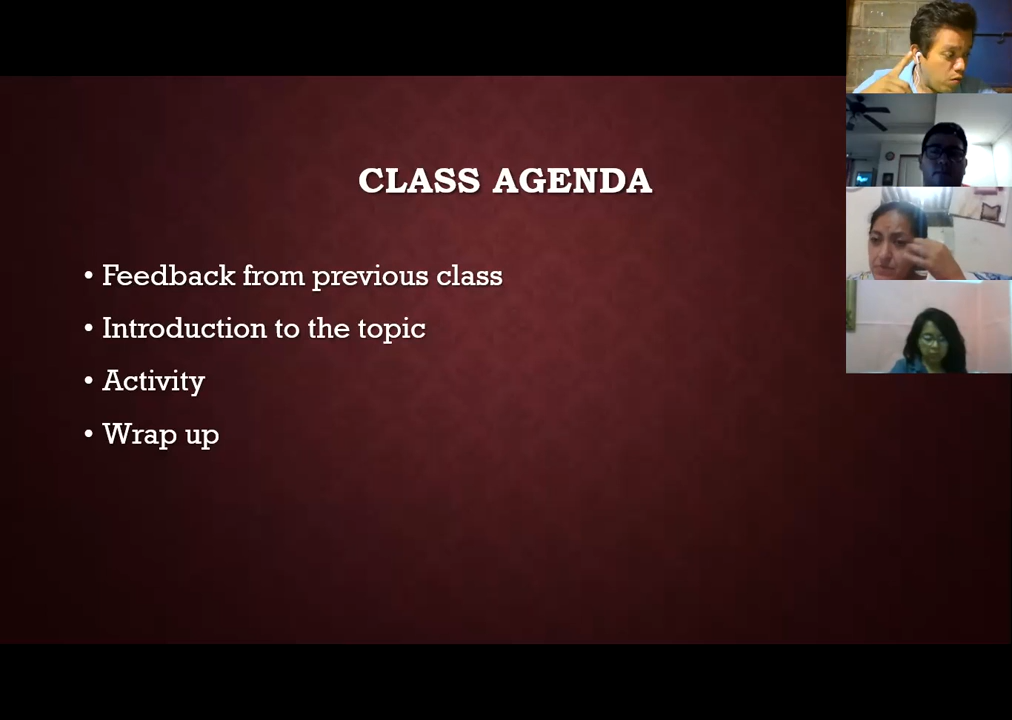 CLASS AGENDA
• Feedback from previous class
• Introduction to the topic
• Activity
• Wrap up